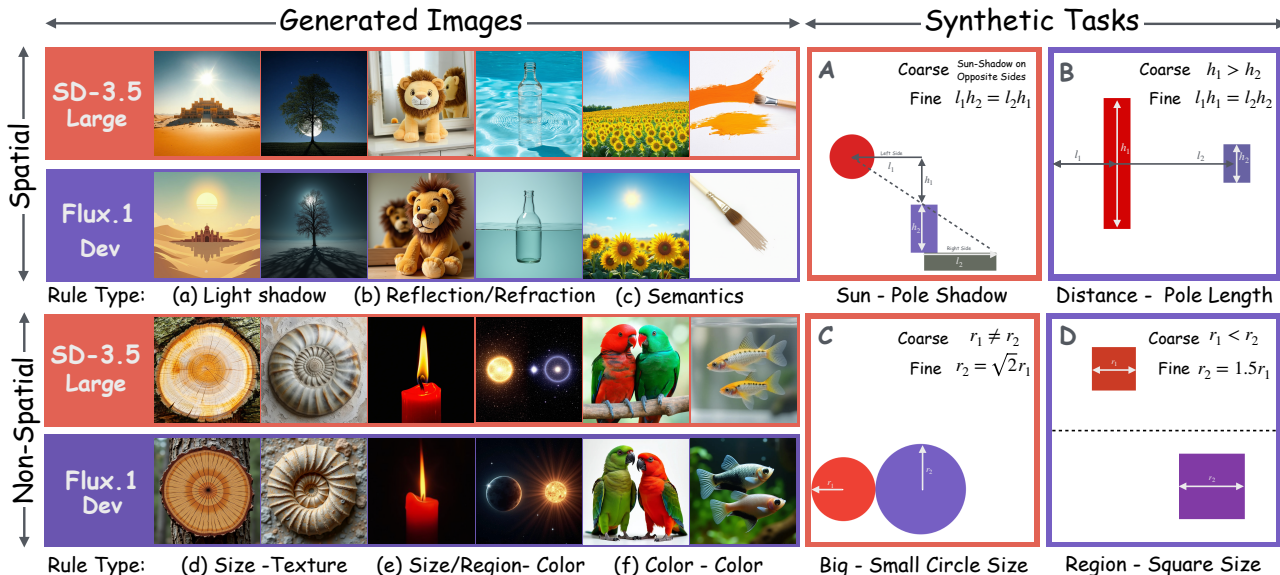 Generated Images
Synthetic Tasks
Spatial
SD-3.5
Large
Flux.1
Dev
Rule Type:
(a) Light shadow
(b) Reflection/Refraction
(c) Semantics
A
Coarse
Sun-Shadow on
Opposite Sides
Fine
l₁h₂ = l₂h₁
Left Side
l₁
h₁
h₂
Right Side
l₂
Sun - Pole Shadow
B
Coarse h₁ > h₂
Fine l₁h₁ = l₂h₂
l₁
h₁
l₂
h₂
Distance - Pole Length
Non-Spatial
SD-3.5
Large
Flux.1
Dev
Rule Type:
(d) Size -Texture
(e) Size/Region- Color
(f) Color - Color
C
Coarse r₁ ≠ r₂
Fine r₂ = √2r₁
r₁
r₂
Big - Small Circle Size
D
Coarse r₁ < r₂
Fine r₂ = 1.5r₁
r₁
r₂
Region - Square Size